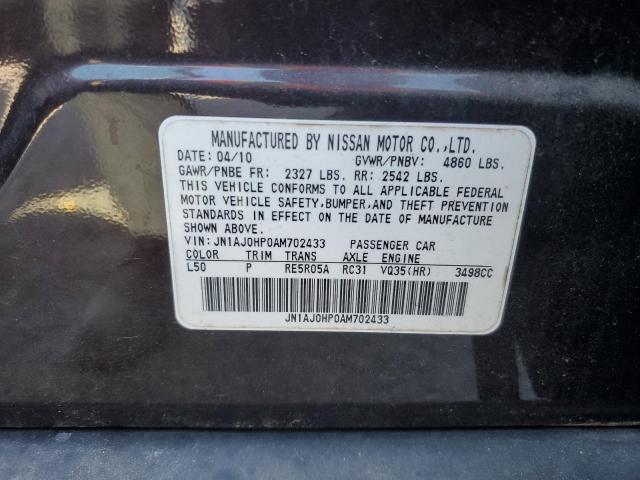 MANUFACTURED BY NISSAN MOTOR CO.,LTD.
DATE: 04/10 GVWR/PNBV: 4860 LBS.
GAWR/PNBE FR: 2327 LBS. RR: 2542 LBS.
THIS VEHICLE CONFORMS TO ALL APPLICABLE FEDERAL
MOTOR VEHICLE SAFETY,BUMPER,AND THEFT PREVENTION
STANDARDS IN EFFECT ON THE DATE OF MANUFACTURE
SHOWN ABOVE.
VIN: JN1AJ0HP0AM702433 PASSENGER CAR
COLOR TRIM TRANS AXLE ENGINE
L50 P RE5R05A RC31 VQ35(HR) 3498CC
JN1AJ0HP0AM702433